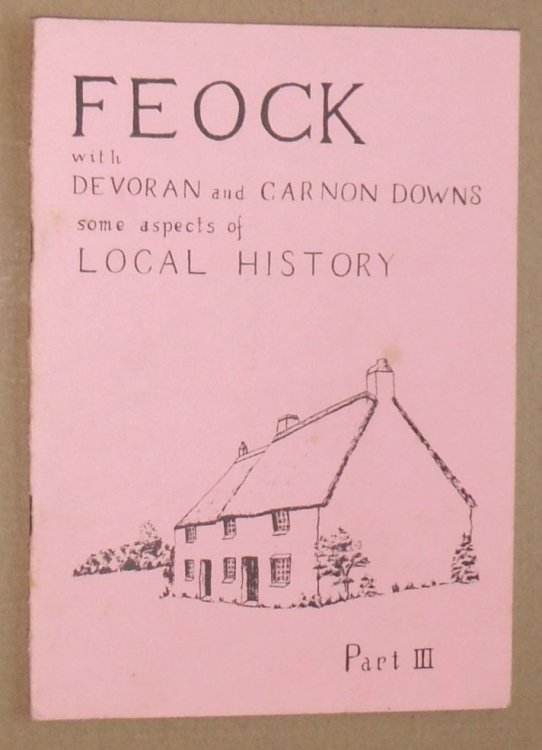 FEOCK
with
DEVORAN and CARNON DOWNS
some aspects of
LOCAL HISTORY
Part III